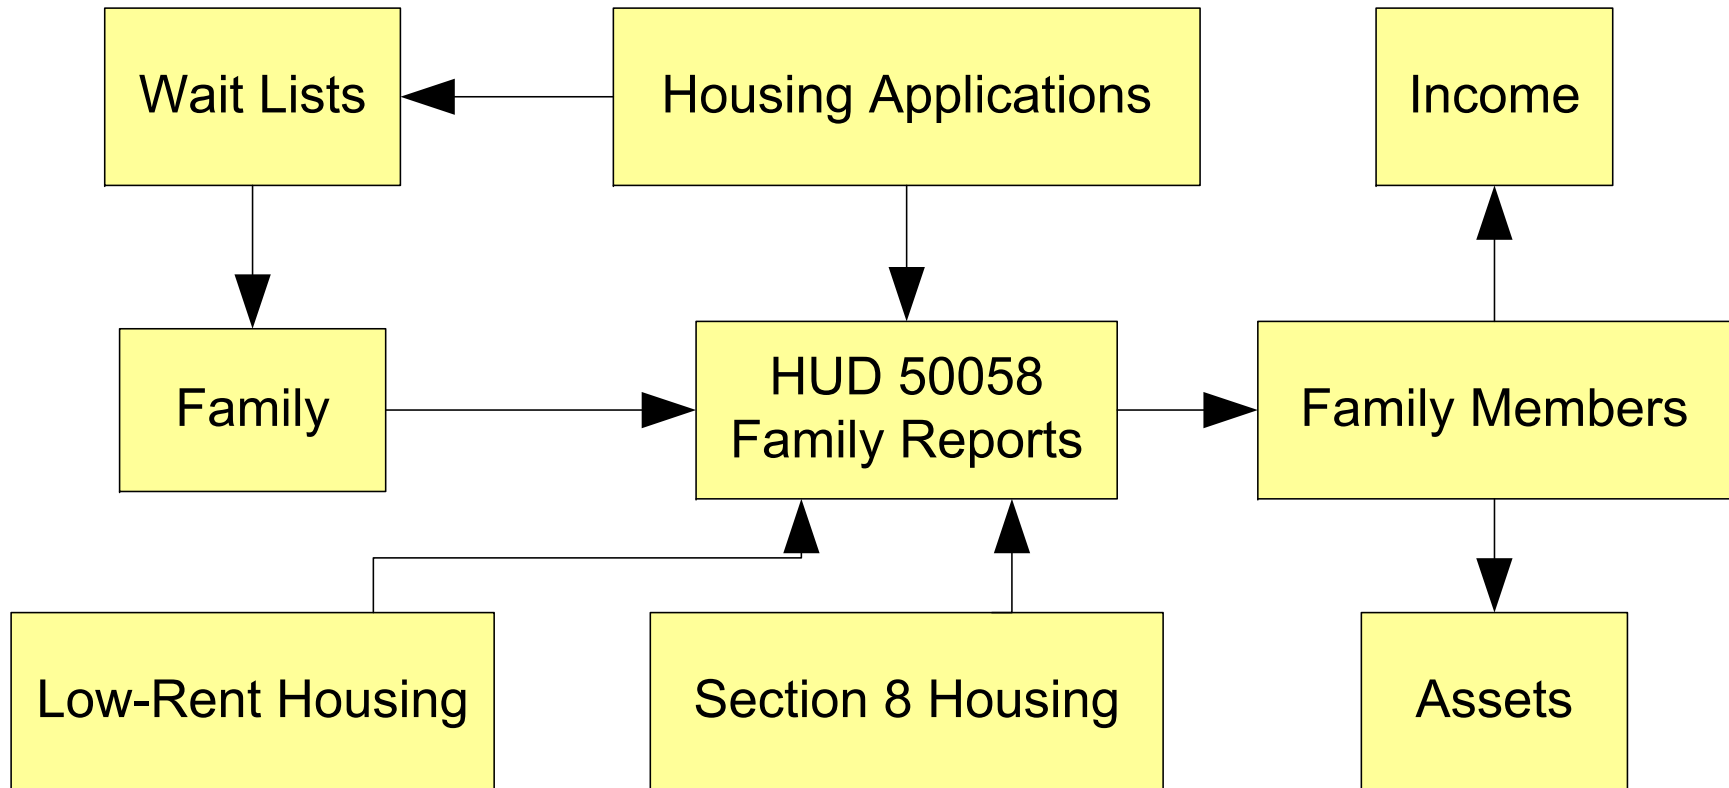 Wait Lists
Housing Applications
Income
Family
HUD 50058
Family Reports
Family Members
Low-Rent Housing
Section 8 Housing
Assets